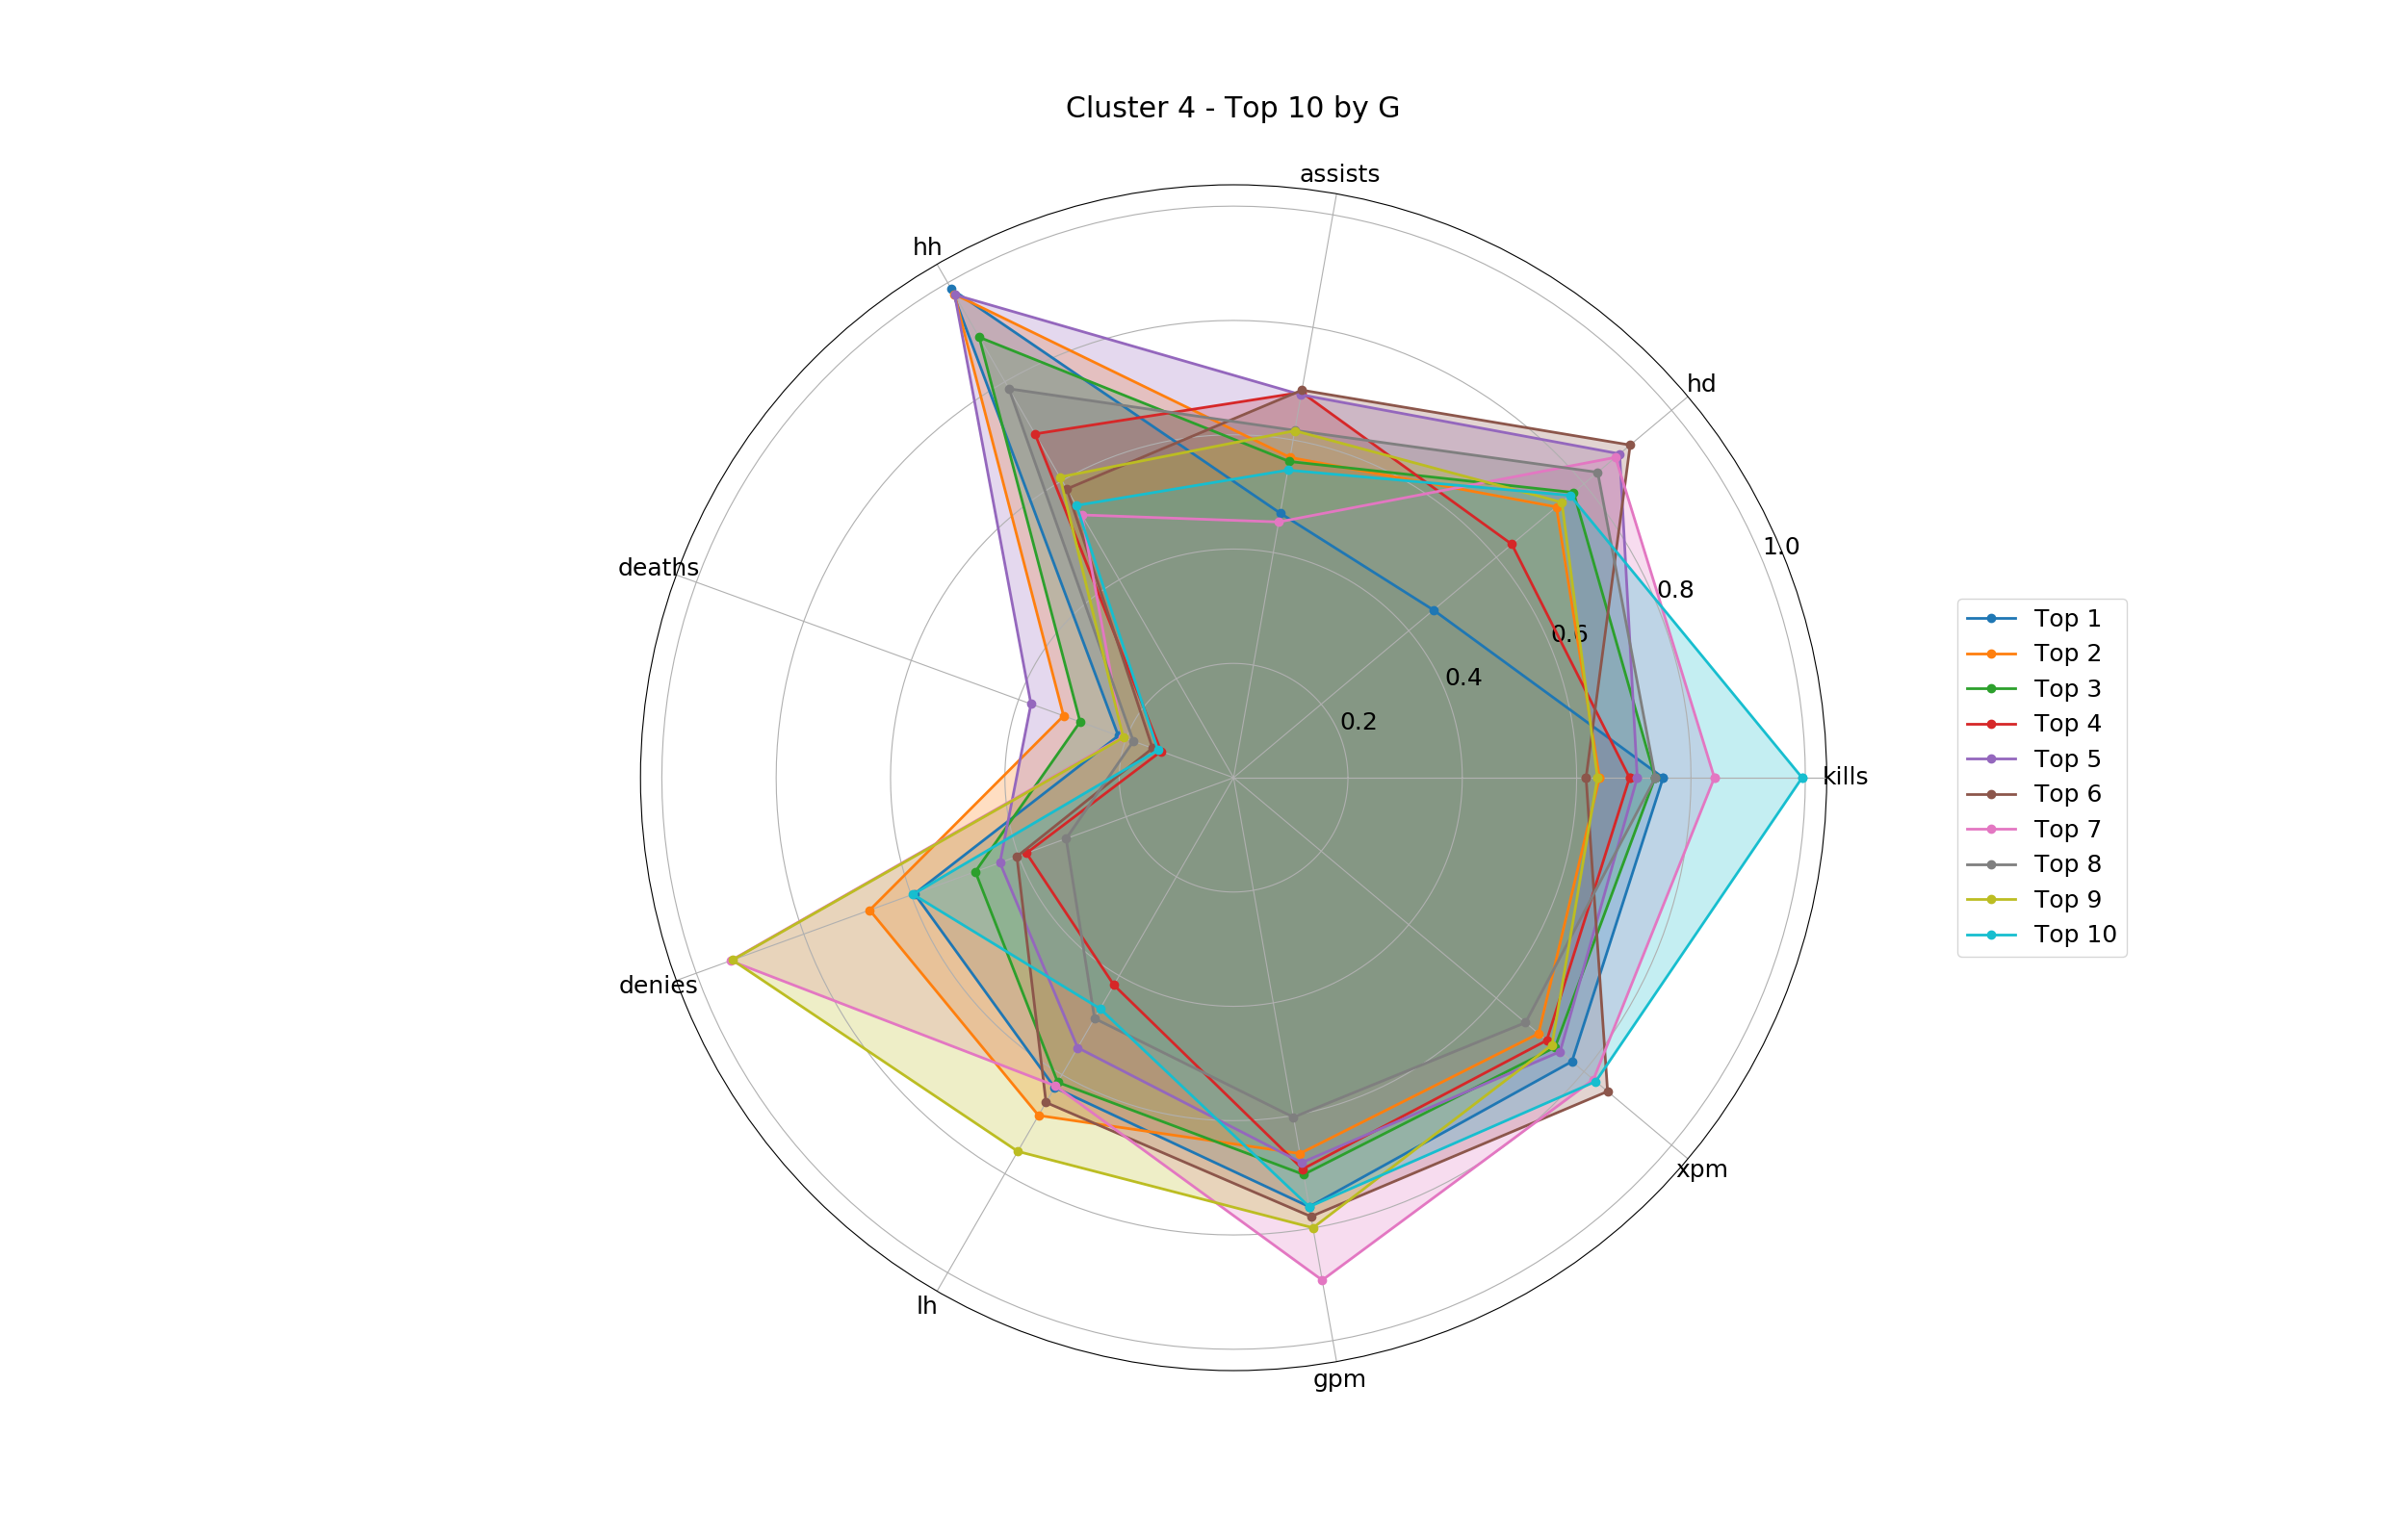 Cluster 4 - Top 10 by G
assists
hh
hd
deaths
1.0
0.8
0.6
0.4
0.2
kills
denies
xpm
lh
gpm
Top 1
Top 2
Top 3
Top 4
Top 5
Top 6
Top 7
Top 8
Top 9
Top 10